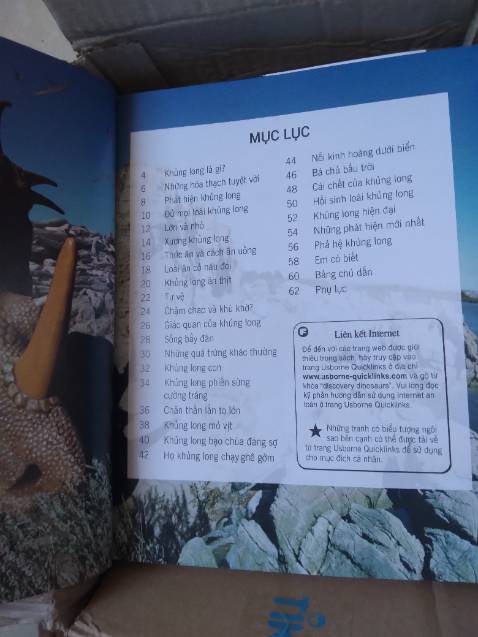 MỤC LỤC
4 Khủng long là gì?
6 Những hóa thạch tuyệt vời
8 Phát hiện khủng long
10 Đủ mọi loài khủng long
12 Lớn và nhỏ
14 Xương khủng long
16 Thức ăn và cách ăn uống
18 Loài ăn cỏ nâu đỏi
20 Khủng long ăn thịt
22 Tự vệ
24 Chậm chạp và khù khờ?
26 Giác quan của khủng long
28 Sống bầy đàn
30 Những quả trứng khác thường
32 Khủng long con
34 Khủng long phiên sừng
cường tráng
36 Chân thằn lằn to lớn
38 Khủng long mỏ vịt
40 Khủng long bạo chúa đáng sợ
42 Họ khủng long chạy ghê gớm
44 Nỗi kinh hoàng dưới biển
46 Bá chủ bầu trời
48 Cái chết của khủng long
50 Hồi sinh loài khủng long
52 Khủng long hiện đại
54 Những phát hiện mới nhất
56 Phả hệ khủng long
58 Em có biết
60 Bảng chú dẫn
62 Phụ lục
Liên kết Internet
Để đến với các trang web được giới
thiệu trong sách, hãy truy cập vào
trang Usborne Quicklinks ở địa chỉ
www.usborne-quicklinks.com và gõ từ
khóa "discovery dinosaurs". Vui lòng đọc
kỹ phần hướng dẫn sử dụng Internet an
toàn ở trang Usborne Quicklinks.
Những tranh có biểu tượng ngôi
sao bên cạnh có thể được tải về
từ trang Usborne Quicklinks để sử dụng
cho mục đích cá nhân.
TIK